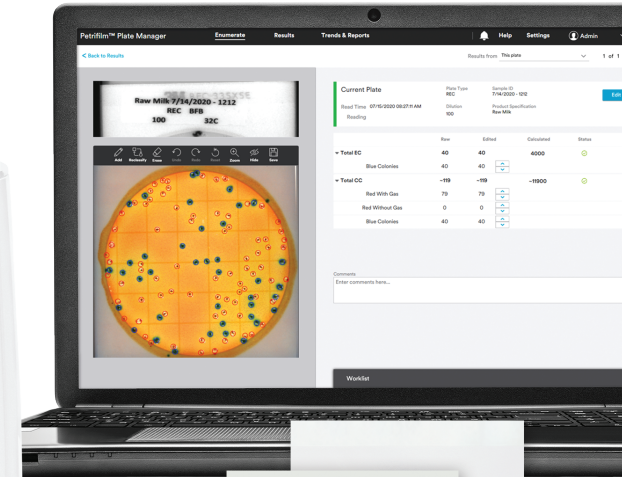 Petrifilm™ Plate Manager Enumerate Results Trends & Reports Help Settings Admin
< Back to Results Results from This plate 1 of 1
3M REC 335X5E
Raw Milk 7/14/2020 - 1212
REC BFB
100 32C
Add Reclassify Erase Undo Redo Reset Zoom Hide Save
Current Plate Plate Type Sample ID
REC 7/14/2020 - 1212
Edit
Read Time 07/15/2020 08:27:11 AM Dilution Product Specification
Reading 100 Raw Milk
Raw Edited Calculated Status
Total EC 40 40 4000
Blue Colonies 40 40
Total CC ~119 ~119 ~11900
Red With Gas 79 79
Red Without Gas 0 0
Blue Colonies 40 40
Comments
Enter comments here...
Worklist